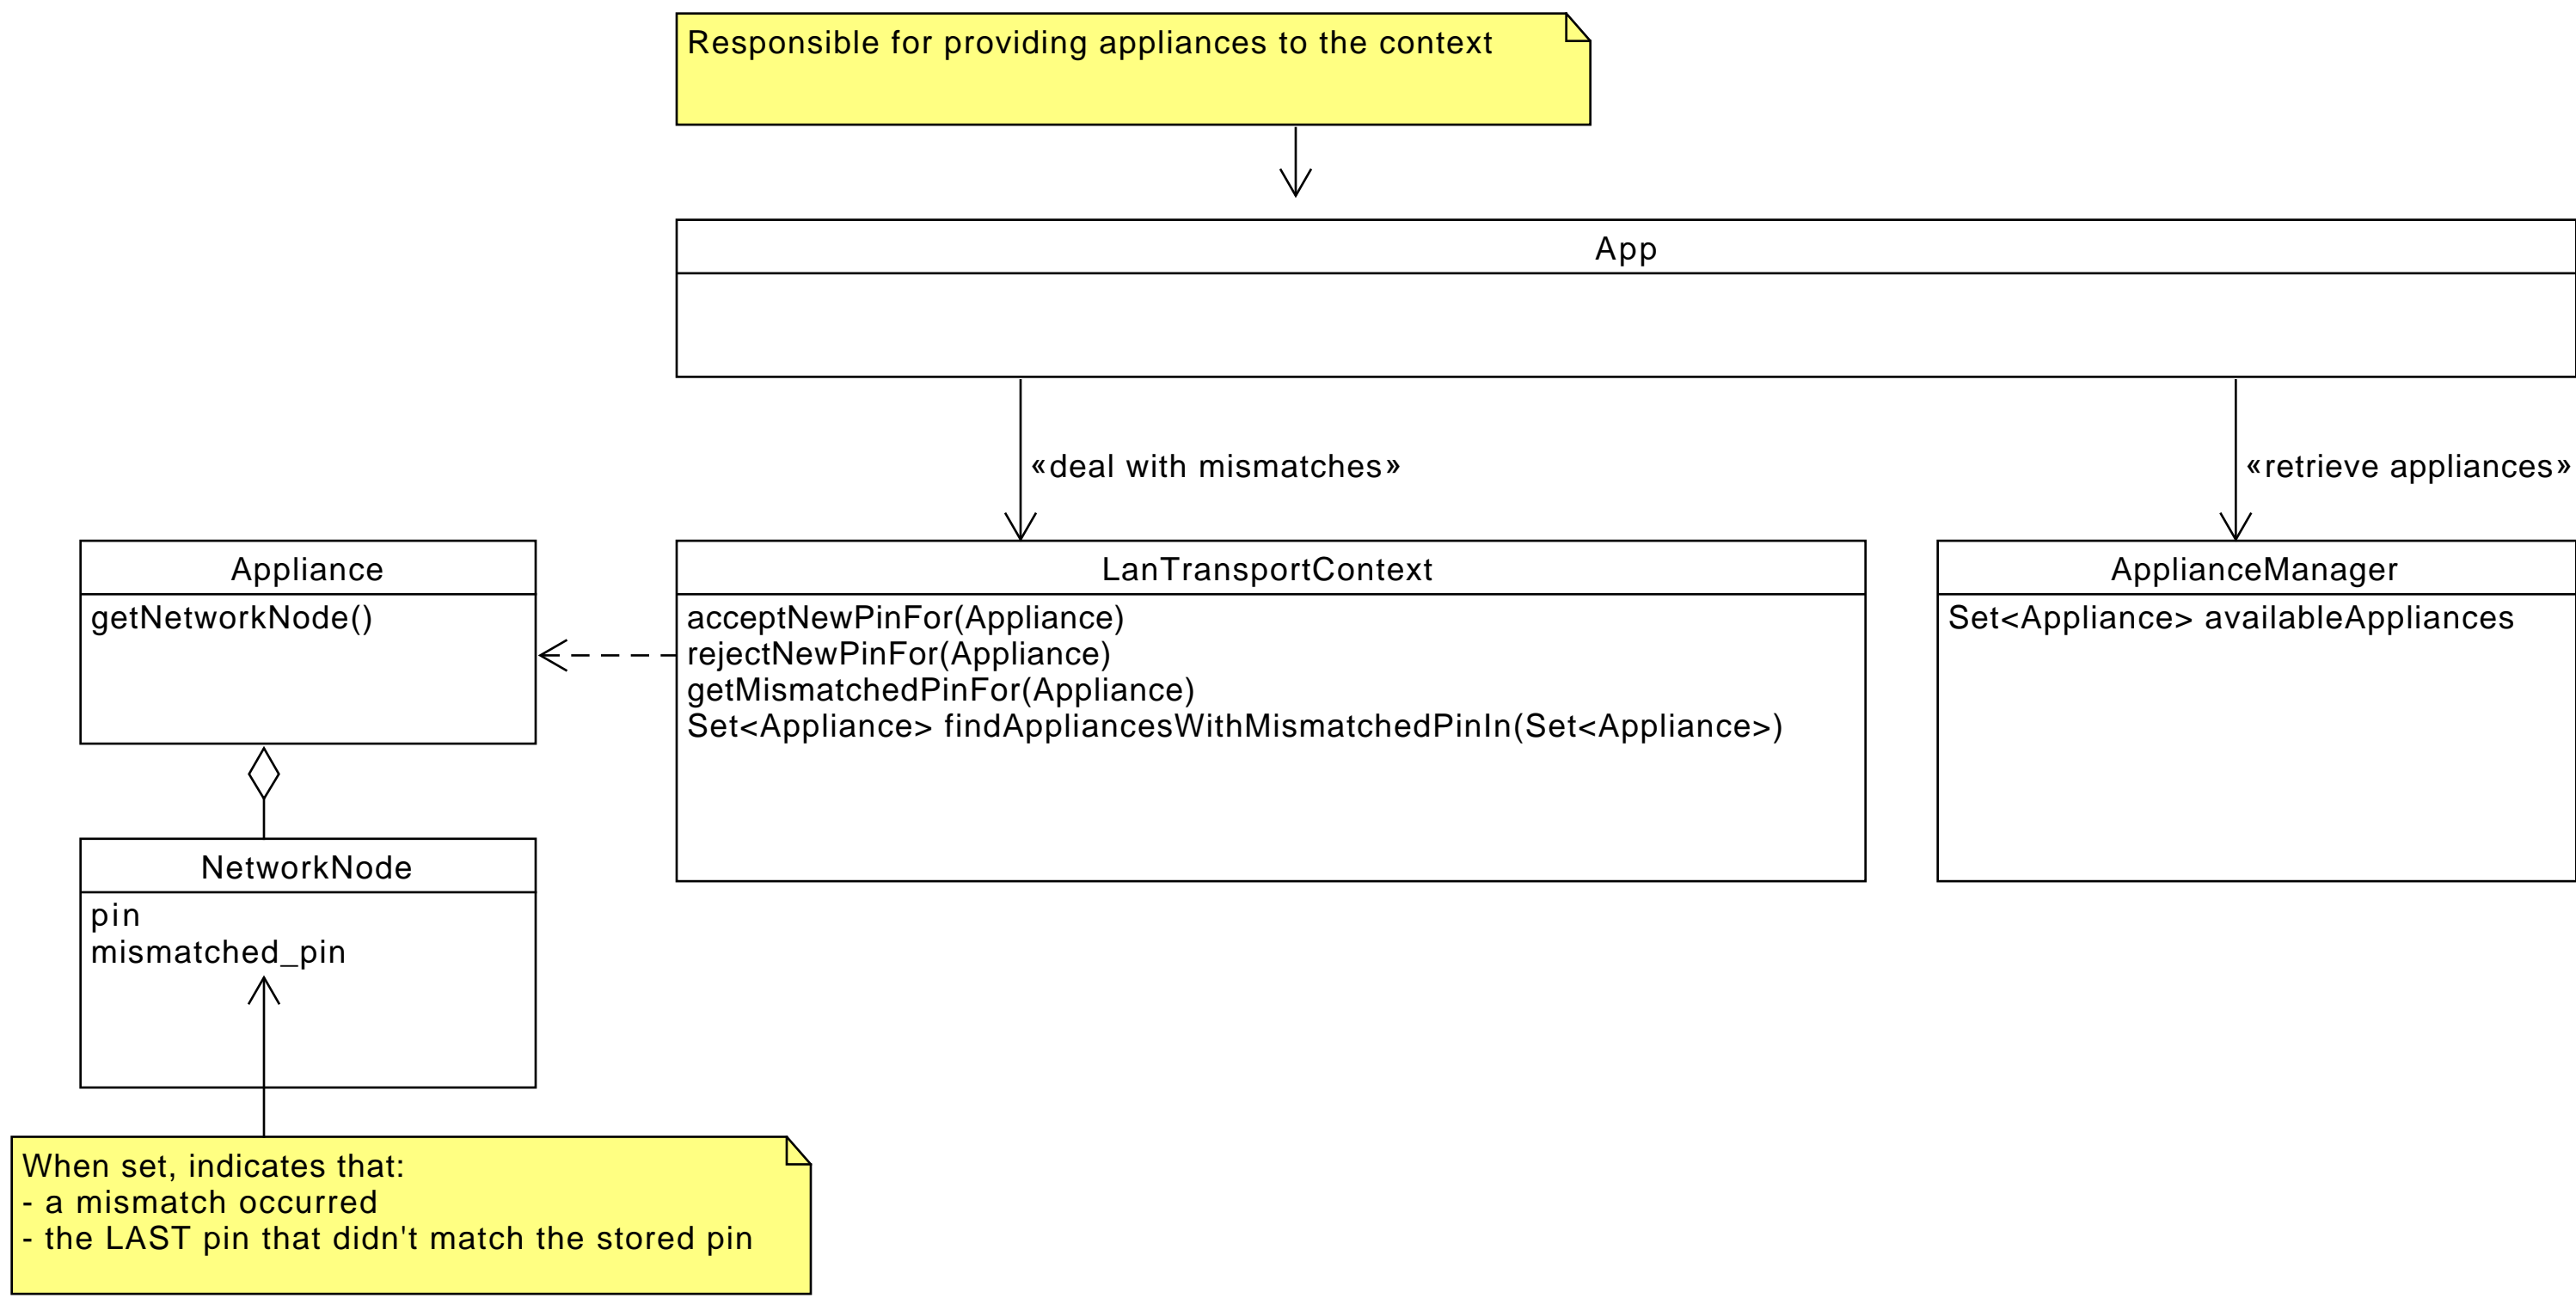 Responsible for providing appliances to the context
App
«deal with mismatches»
«retrieve appliances»
Appliance
getNetworkNode()
LanTransportContext
acceptNewPinFor(Appliance)
rejectNewPinFor(Appliance)
getMismatchedPinFor(Appliance)
Set<Appliance> findAppliancesWithMismatchedPinIn(Set<Appliance>)
ApplianceManager
Set<Appliance> availableAppliances
NetworkNode
pin
mismatched_pin
When set, indicates that:
- a mismatch occurred
- the LAST pin that didn't match the stored pin